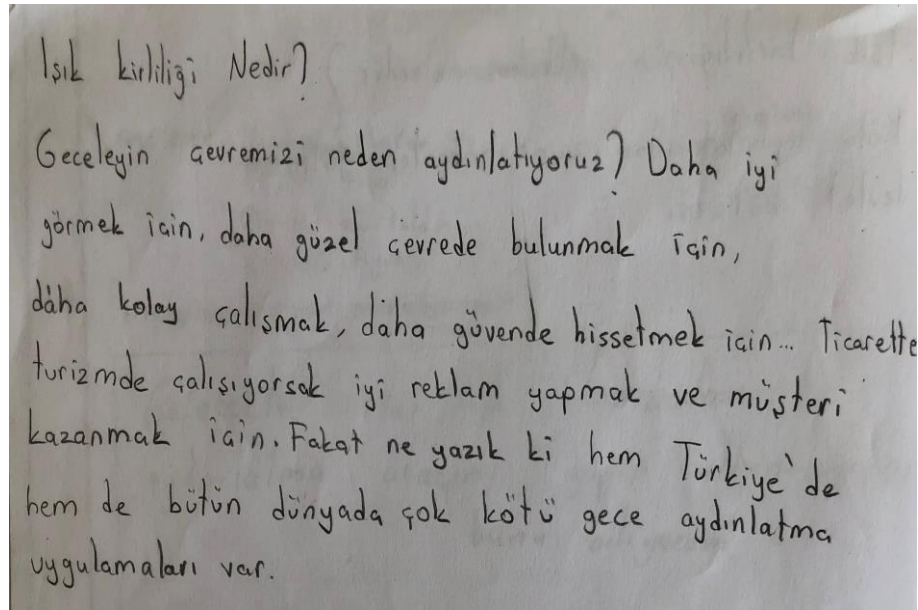 Işık kirliliği Nedir?
Geceleyin çevremizi neden aydınlatıyoruz? Daha iyi
görmek için, daha güzel çevrede bulunmak için,
daha kolay çalışmak, daha güvende hissetmek için... Ticarette
turizmde çalışıyorsak iyi reklam yapmak ve müşteri
kazanmak için. Fakat ne yazık ki hem Türkiye'de
hem de bütün dünyada çok kötü gece aydınlatma
uygulamaları var.